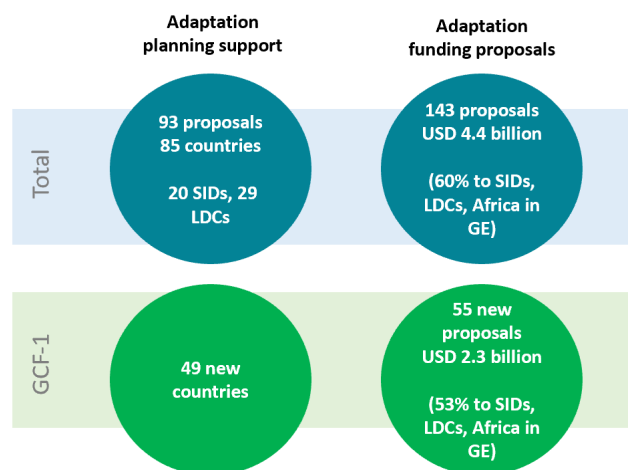 Adaptation
planning support
Adaptation
funding proposals
Total
93 proposals
85 countries
20 SIDs, 29
LDCs
143 proposals
USD 4.4 billion
(60% to SIDs,
LDCs, Africa in
GE)
GCF-1
49 new
countries
55 new
proposals
USD 2.3 billion
(53% to SIDs,
LDCs, Africa in
GE)